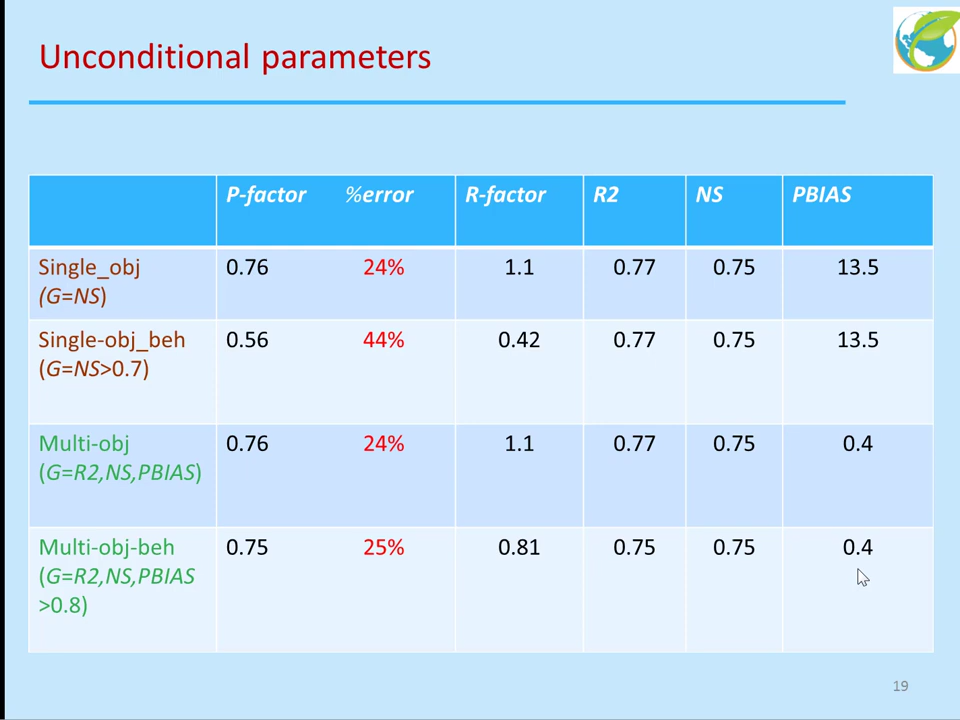 Unconditional parameters
P-factor %error R-factor R2 NS PBIAS
Single_obj 0.76 24% 1.1 0.77 0.75 13.5
(G=NS)
Single-obj_beh 0.56 44% 0.42 0.77 0.75 13.5
(G=NS>0.7)
Multi-obj 0.76 24% 1.1 0.77 0.75 0.4
(G=R2,NS,PBIAS)
Multi-obj-beh 0.75 25% 0.81 0.75 0.75 0.4
(G=R2,NS,PBIAS
>0.8)
19